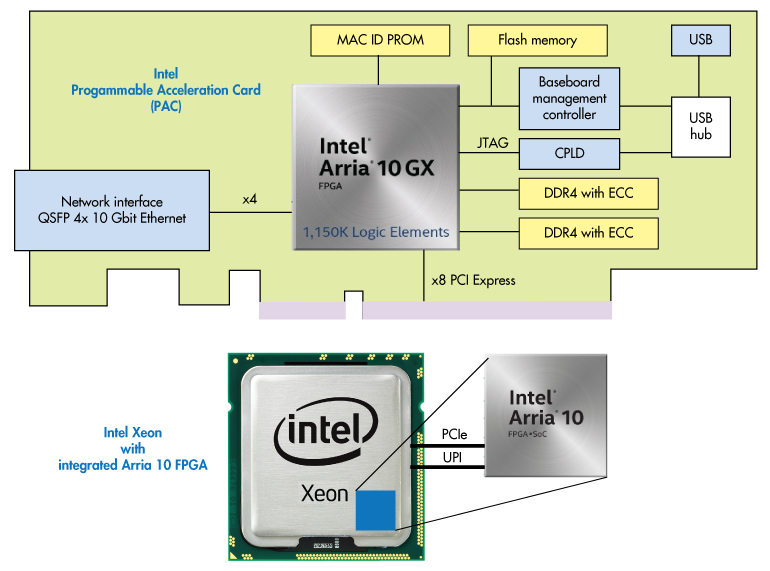 MAC ID PROM
Flash memory
USB
Intel
Progammable Acceleration Card
(PAC)
Baseboard
management
controller
USB
hub
Intel®
Arria® 10 GX
FPGA
JTAG
CPLD
Network interface
QSFP 4x 10 Gbit Ethernet
x4
DDR4 with ECC
1,150K Logic Elements
DDR4 with ECC
x8 PCI Express
Intel Xeon
with
integrated Arria 10 FPGA
intel
Xeon
PCIe
UPI
Intel®
Arria® 10
FPGA•SoC